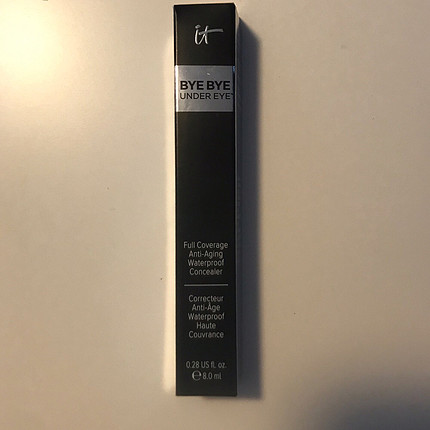 it
BYE BYE
UNDER EYE™
Full Coverage
Anti-Aging
Waterproof
Concealer
Correcteur
Anti-Âge
Waterproof
Haute
Couvrance
0.28 US fl. oz.
℮ 8.0 ml